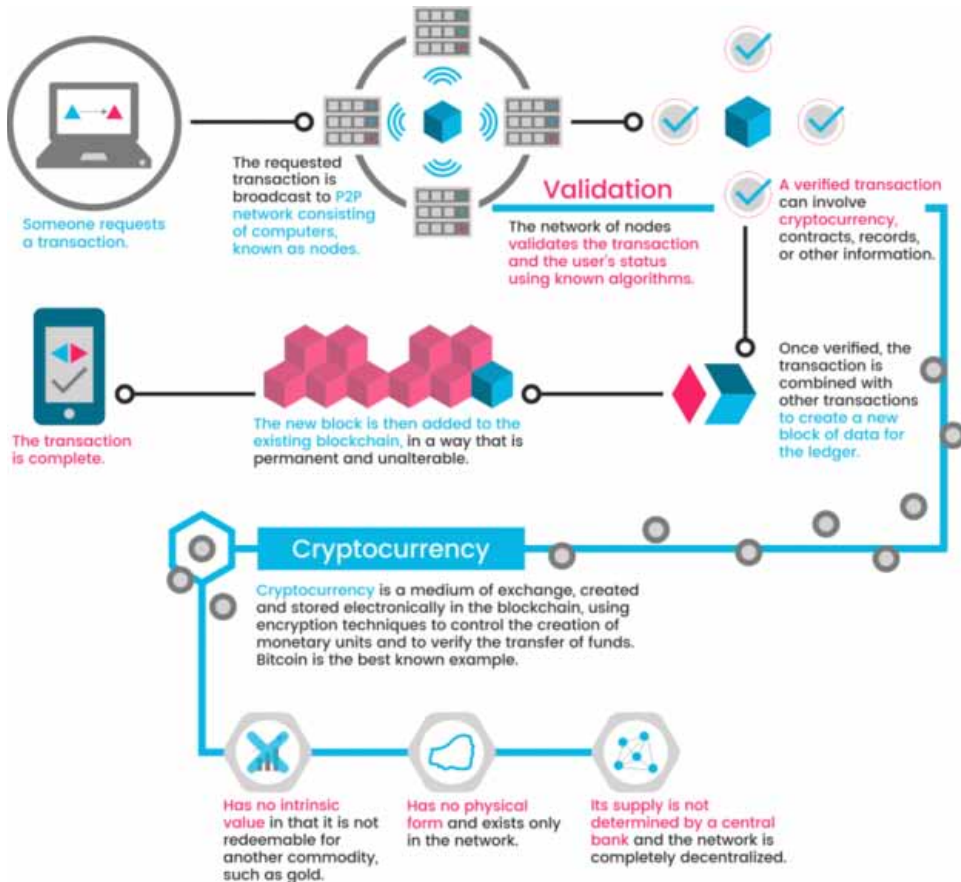 Someone requests
a transaction.
The requested
transaction is
broadcast to P2P
network consisting
of computers,
known as nodes.
Validation
The network of nodes
validates the transaction
and the user's status
using known algorithms.
A verified transaction
can involve
cryptocurrency,
contracts, records,
or other information.
Once verified, the
transaction is
combined with
other transactions
to create a new
block of data for
the ledger.
The new block is then added to the
existing blockchain, in a way that is
permanent and unalterable.
The transaction
is complete.
Cryptocurrency
Cryptocurrency is a medium of exchange, created
and stored electronically in the blockchain, using
encryption techniques to control the creation of
monetary units and to verify the transfer of funds.
Bitcoin is the best known example.
Has no intrinsic
value in that it is not
redeemable for
another commodity,
such as gold.
Has no physical
form and exists only
in the network.
Its supply is not
determined by a central
bank and the network is
completely decentralized.